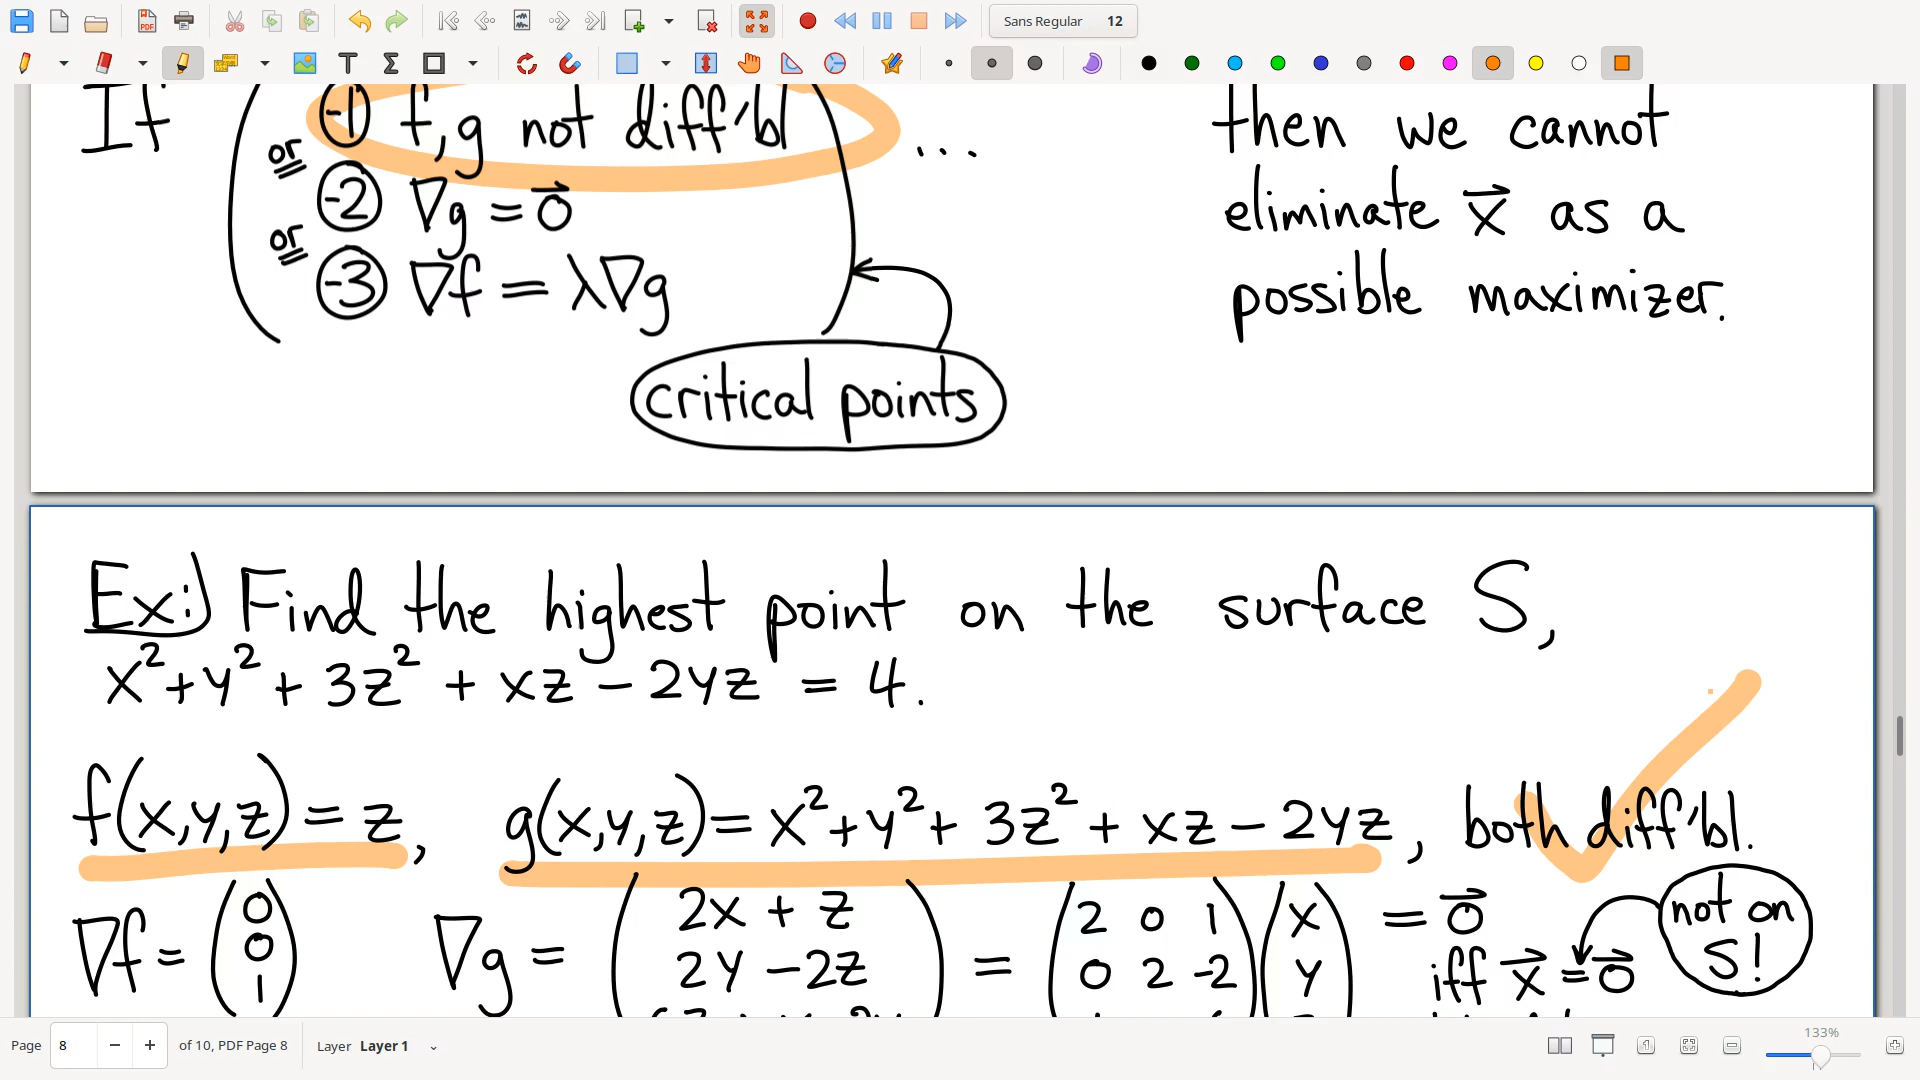 Sans Regular 12
If ( -1 f,g not diff'bl ...
or -2 ∇g = 0⃗
or -3 ∇f = λ∇g )
critical points
then we cannot
eliminate x⃗ as a
possible maximizer.
Ex: Find the highest point on the surface S,
x²+y²+3z²+xz−2yz = 4.
f(x,y,z) = z, g(x,y,z) = x²+y²+3z²+xz−2yz, both diff'bl.
∇f = (0 0 1) ∇g = (2x+z
2y−2z
= (2 0 1
0 2 -2) (x
y) = 0⃗
iff x⃗ = 0⃗
not on
S!
Page 8 − + of 10, PDF Page 8 Layer Layer 1
133%